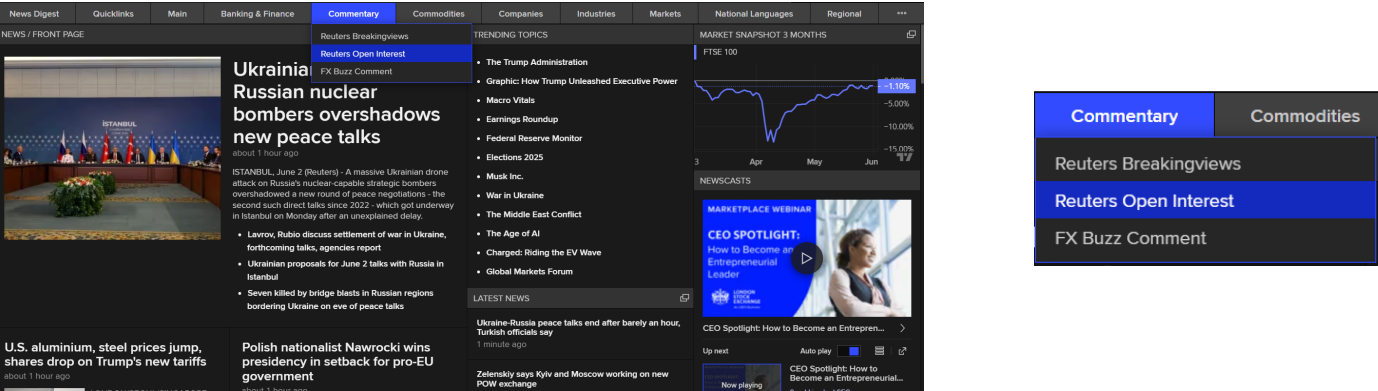 News Digest Quicklinks Main Banking & Finance Commentary Commodities Companies Industries Markets National Languages Regional ...
Reuters Breakingviews
Reuters Open Interest
FX Buzz Comment
NEWS / FRONT PAGE
İSTANBUL
Russian nuclear
bombers overshadows
new peace talks
about 1 hour ago
ISTANBUL, June 2 (Reuters) - A massive Ukrainian drone
attack on Russia's nuclear-capable strategic bombers
overshadowed a new round of peace negotiations - the
second such direct talks since 2022 - which got underway
in Istanbul on Monday after an unexplained delay.
• Lavrov, Rubio discuss settlement of war in Ukraine,
forthcoming talks, agencies report
• Ukrainian proposals for June 2 talks with Russia in
Istanbul
• Seven killed by bridge blasts in Russian regions
bordering Ukraine on eve of peace talks
U.S. aluminium, steel prices jump,
shares drop on Trump's new tariffs
about 1 hour ago
Polish nationalist Nawrocki wins
presidency in setback for pro-EU
government
about 1 hour ago
TRENDING TOPICS
• The Trump Administration
• Graphic: How Trump Unleashed Executive Power
• Macro Vitals
• Earnings Roundup
• Federal Reserve Monitor
• Elections 2025
• Musk Inc.
• War in Ukraine
• The Middle East Conflict
• The Age of AI
• Charged: Riding the EV Wave
• Global Markets Forum
LATEST NEWS
Ukraine-Russia peace talks end after barely an hour,
Turkish officials say
1 minute ago
Zelenskiy says Kyiv and Moscow working on new
POW exchange
MARKET SNAPSHOT 3 MONTHS
FTSE 100
−1.10%
−5.00%
−10.00%
−15.00%
3 Apr May Jun
NEWSCASTS
MARKETPLACE WEBINAR
CEO SPOTLIGHT:
How to Become an
Entrepreneurial
Leader
LONDON
STOCK
EXCHANGE
CEO Spotlight: How to Become an Entrepren...
Up next Auto play
Now playing
CEO Spotlight: How to
Become an Entrepreneurial...
Commentary Commodities
Reuters Breakingviews
Reuters Open Interest
FX Buzz Comment